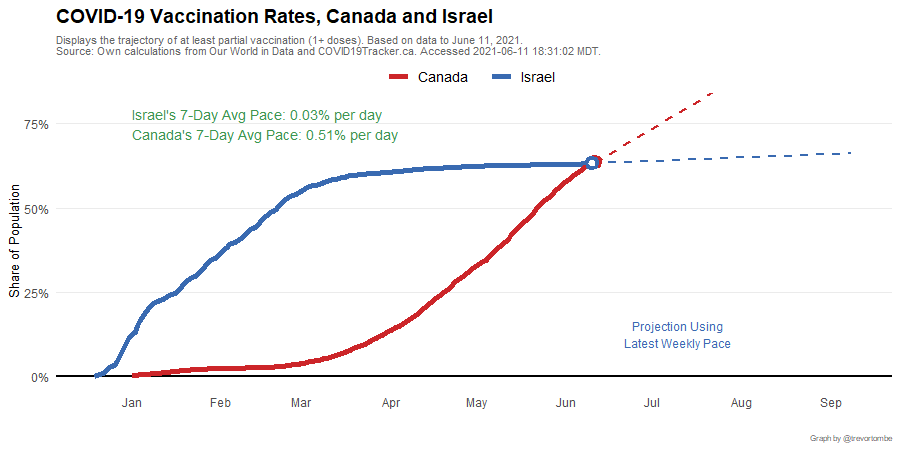 COVID-19 Vaccination Rates, Canada and Israel
Displays the trajectory of at least partial vaccination (1+ doses). Based on data to June 11, 2021.
Source: Own calculations from Our World in Data and COVID19Tracker.ca. Accessed 2021-06-11 18:31:02 MDT.
Canada Israel
Israel's 7-Day Avg Pace: 0.03% per day
Canada's 7-Day Avg Pace: 0.51% per day
75%
50%
25%
0%
Share of Population
Projection Using
Latest Weekly Pace
Jan Feb Mar Apr May Jun Jul Aug Sep
Graph by @trevortombe